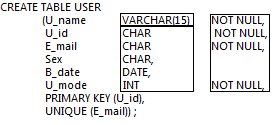 CREATE TABLE USER
(U_name VARCHAR(15) NOT NULL,
U_id CHAR NOT NULL,
E_mail CHAR NOT NULL,
Sex CHAR,
B_date DATE,
U_mode INT NOT NULL,
PRIMARY KEY (U_id),
UNIQUE (E_mail)) ;